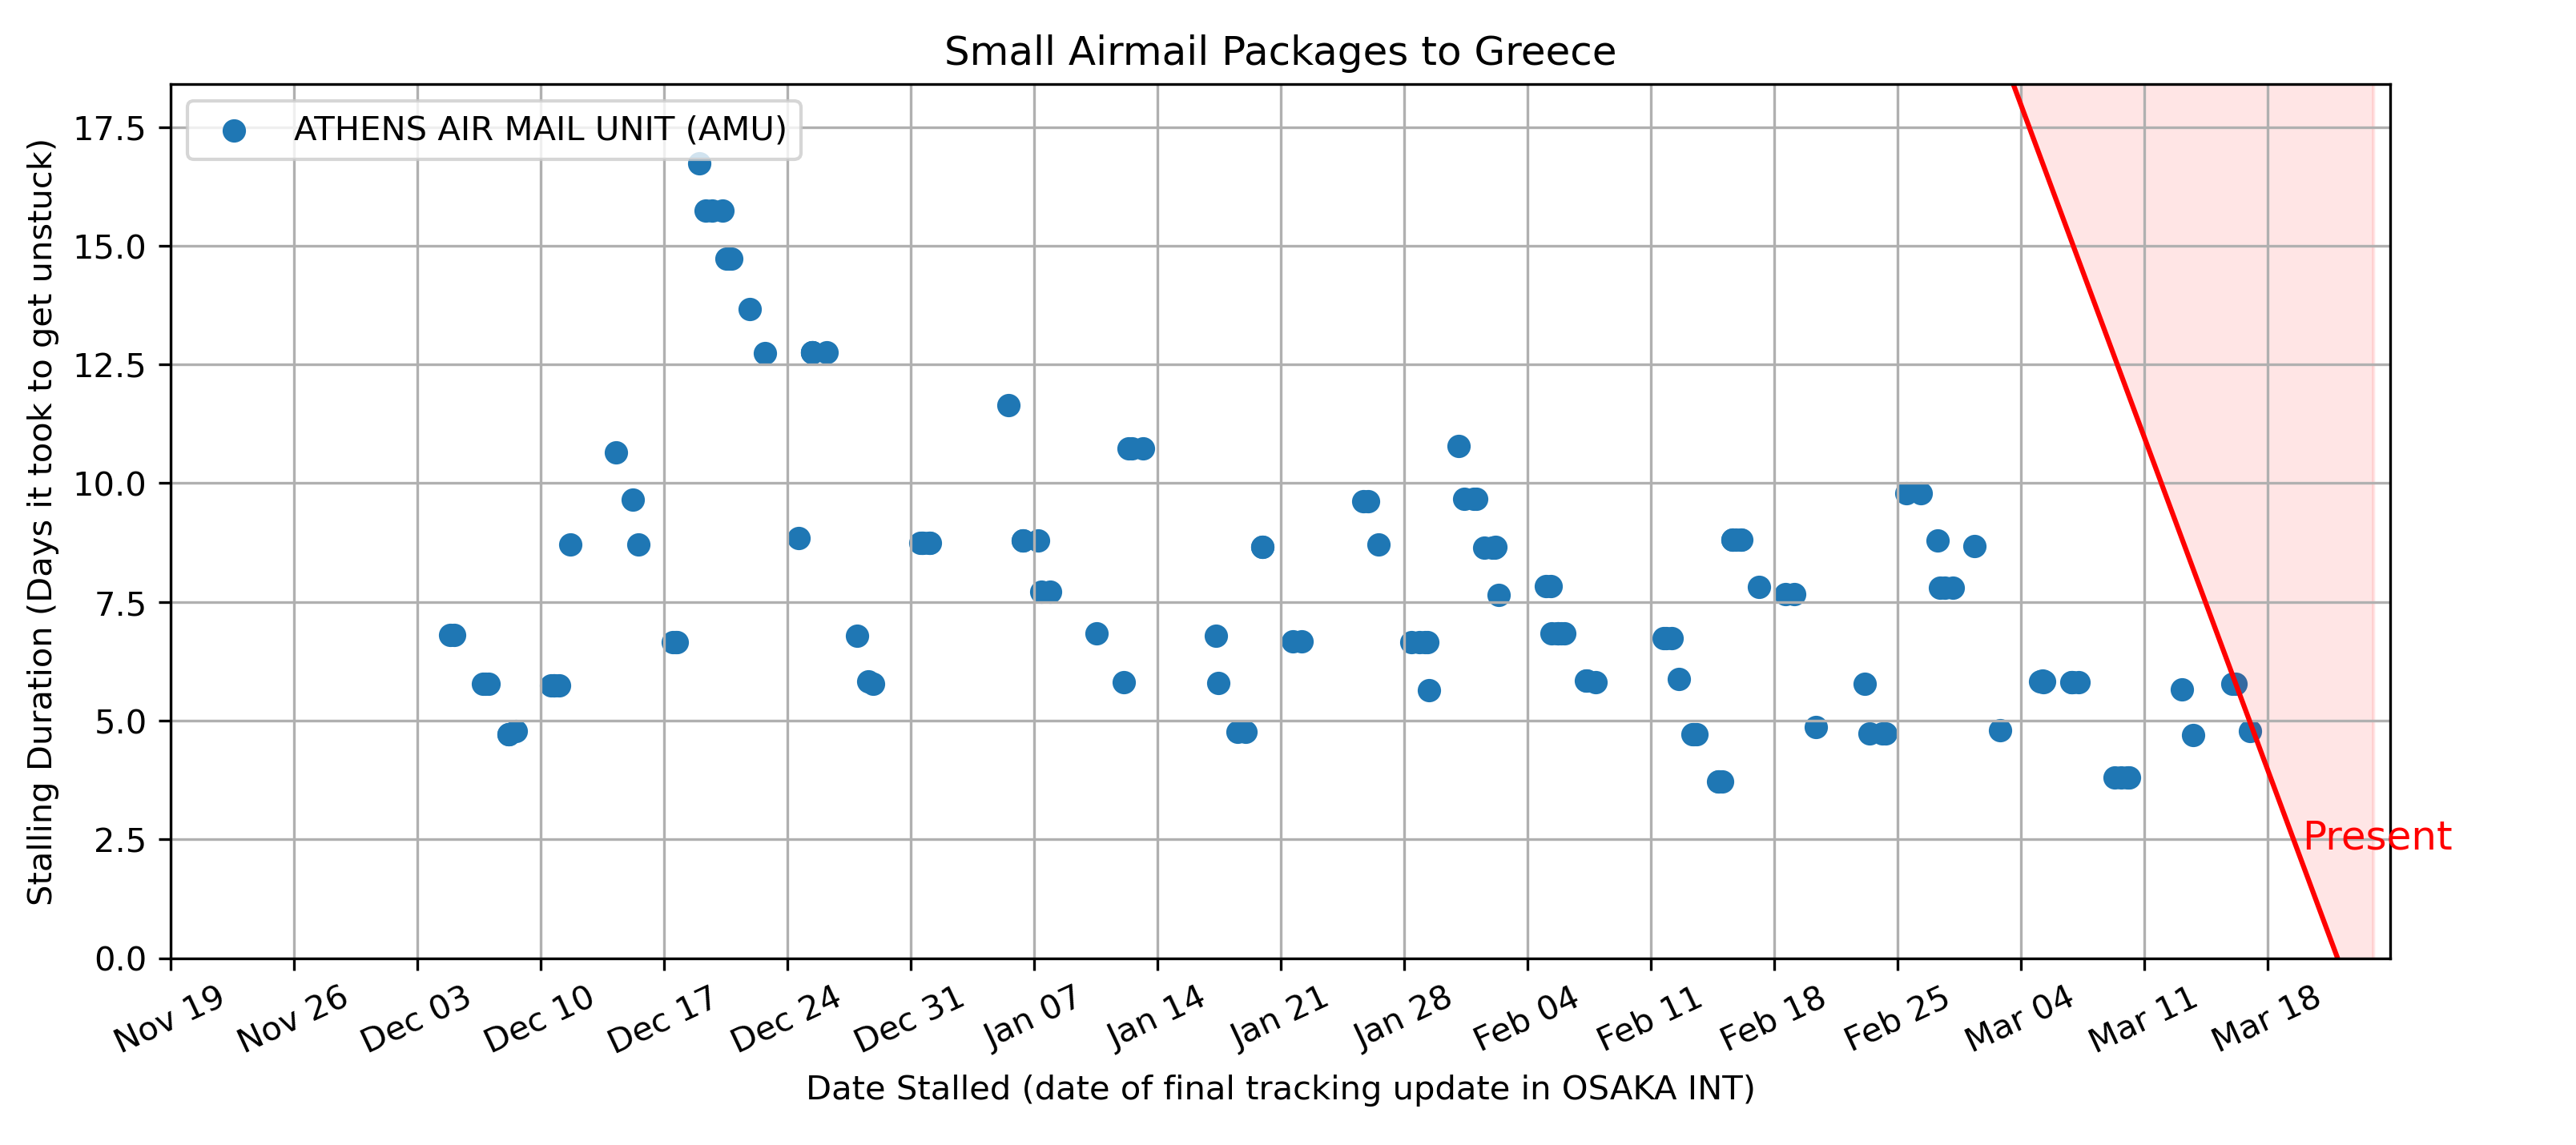 Small Airmail Packages to Greece
ATHENS AIR MAIL UNIT (AMU)
Stalling Duration (Days it took to get unstuck)
17.5
15.0
12.5
10.0
7.5
5.0
2.5
0.0
Present
Nov 19
Nov 26
Dec 03
Dec 10
Dec 17
Dec 24
Dec 31
Jan 07
Jan 14
Jan 21
Jan 28
Feb 04
Feb 11
Feb 18
Feb 25
Mar 04
Mar 11
Mar 18
Date Stalled (date of final tracking update in OSAKA INT)